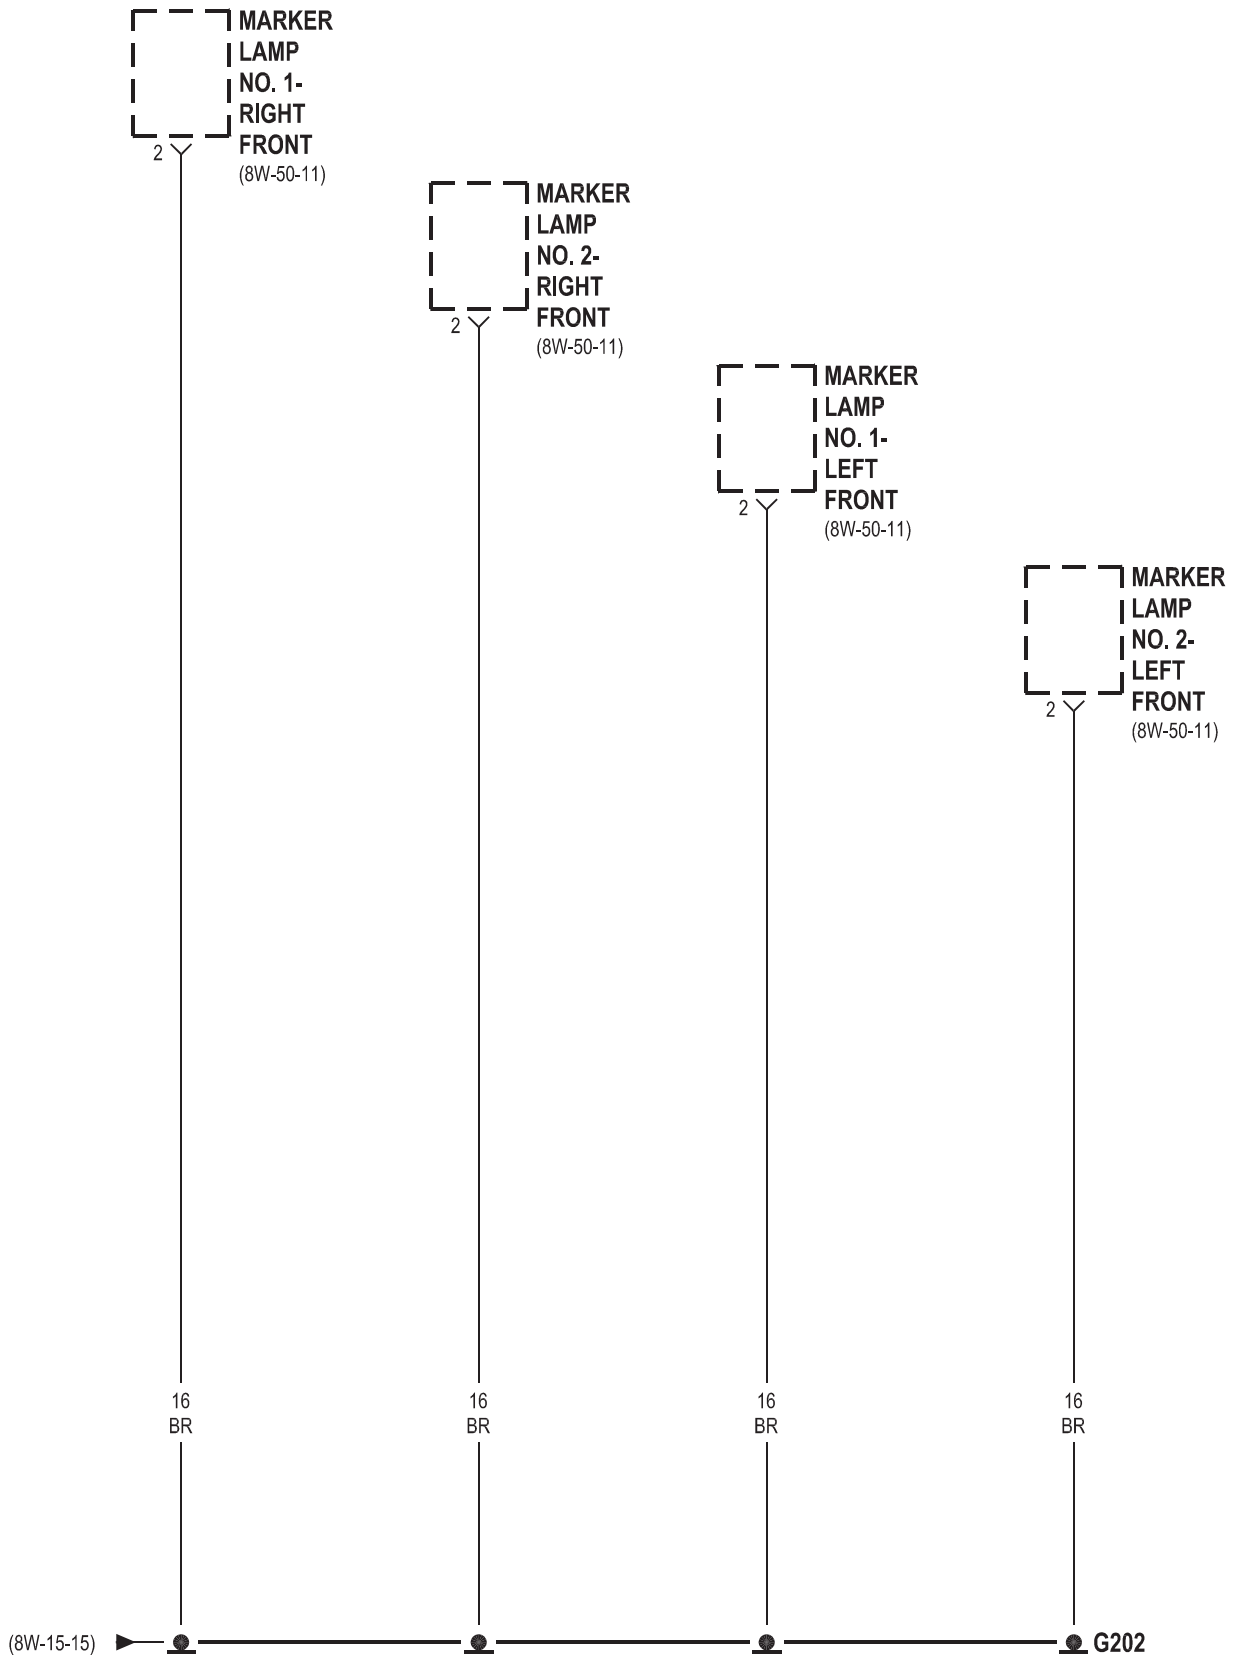 MARKER
LAMP
NO. 1-
RIGHT
FRONT
(8W-50-11)
2
MARKER
LAMP
NO. 2-
RIGHT
FRONT
(8W-50-11)
2
MARKER
LAMP
NO. 1-
LEFT
FRONT
(8W-50-11)
2
MARKER
LAMP
NO. 2-
LEFT
FRONT
(8W-50-11)
2
16
BR
16
BR
16
BR
16
BR
(8W-15-15)
G202